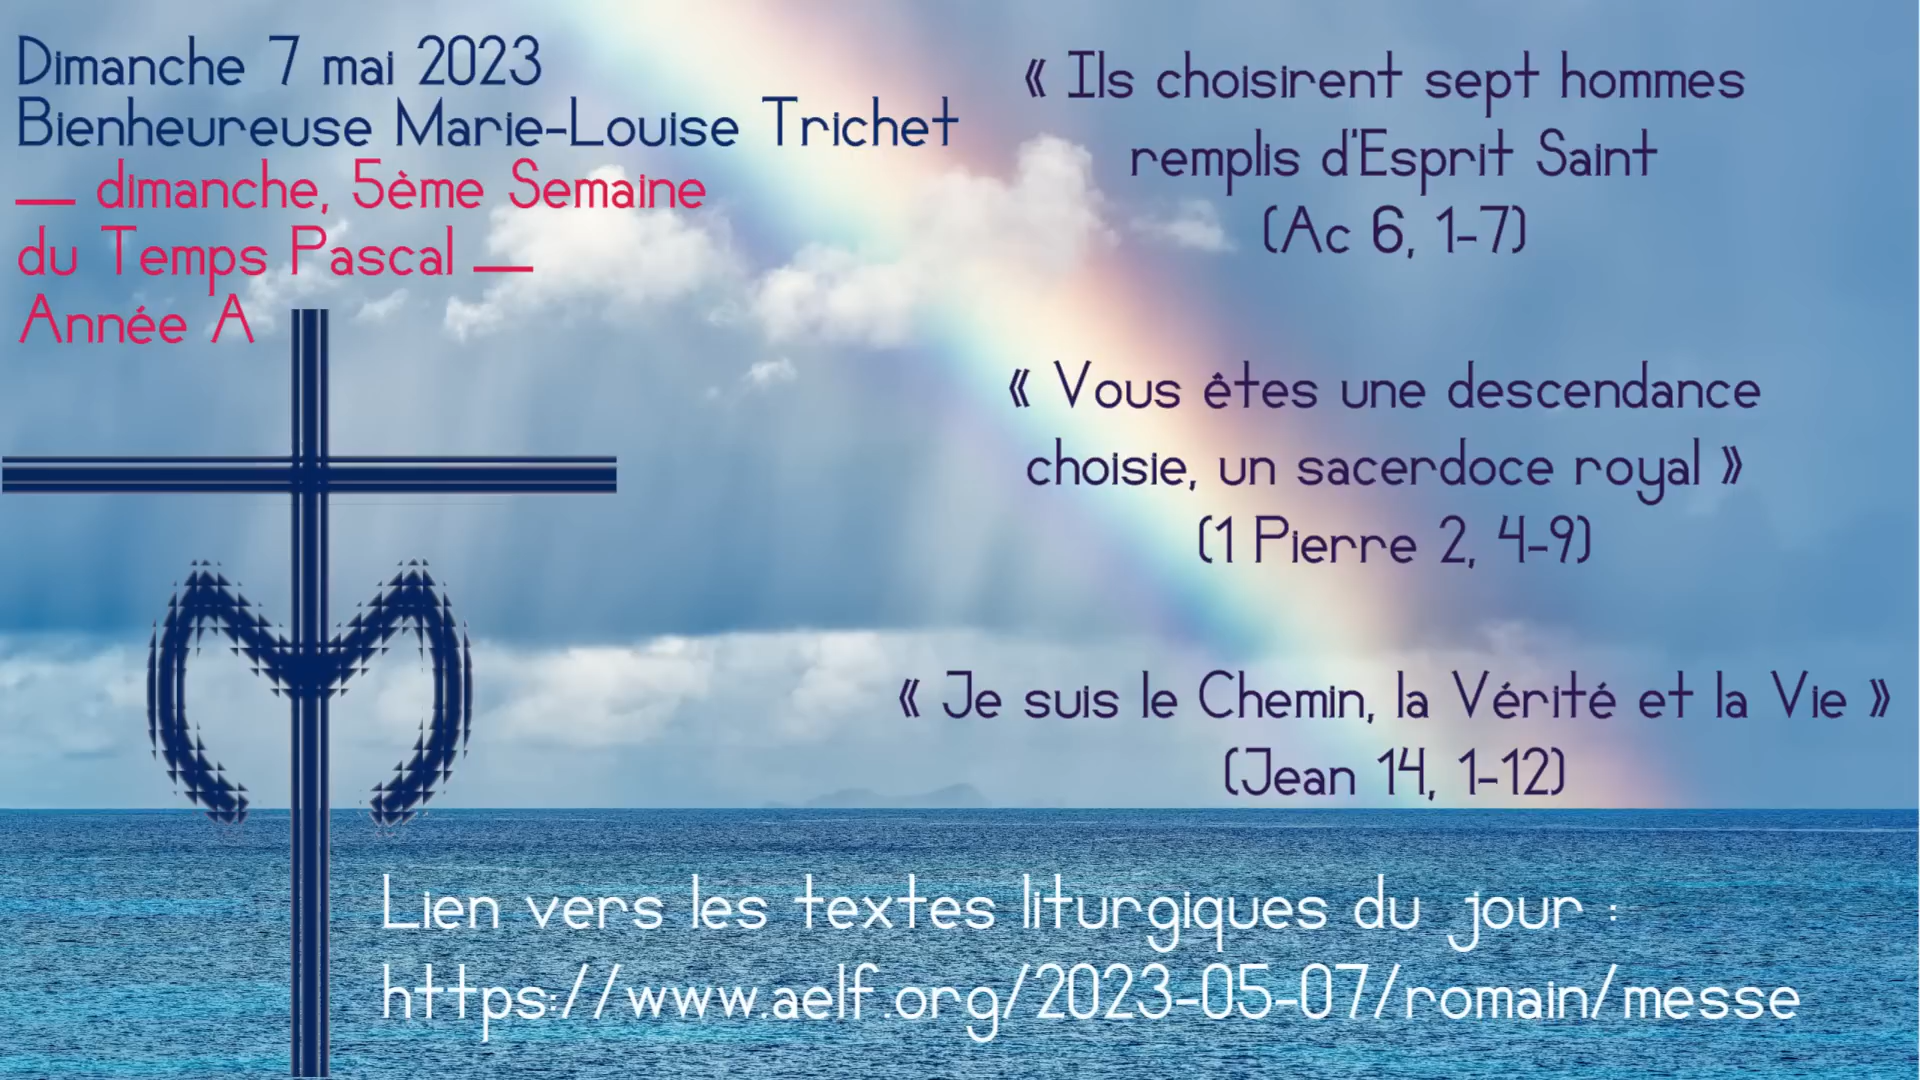 Dimanche 7 mai 2023
Bienheureuse Marie-Louise Trichet
__ dimanche, 5ème Semaine
du Temps Pascal __
Année A
« Ils choisirent sept hommes
remplis d'Esprit Saint
(Ac 6, 1-7)
« Vous êtes une descendance
choisie, un sacerdoce royal »
(1 Pierre 2, 4-9)
« Je suis le Chemin, la Vérité et la Vie »
(Jean 14, 1-12)
Lien vers les textes liturgiques du jour :
https://www.aelf.org/2023-05-07/romain/messe